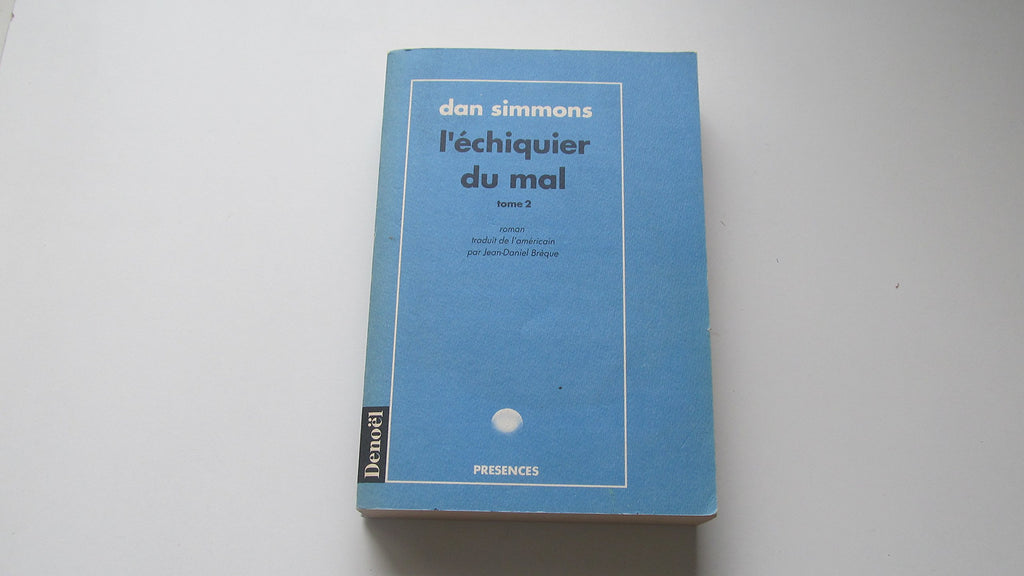 dan simmons
l'échiquier
du mal
tome 2
roman
traduit de l'américain
par Jean-Daniel Brèque
Denoël
PRESENCES